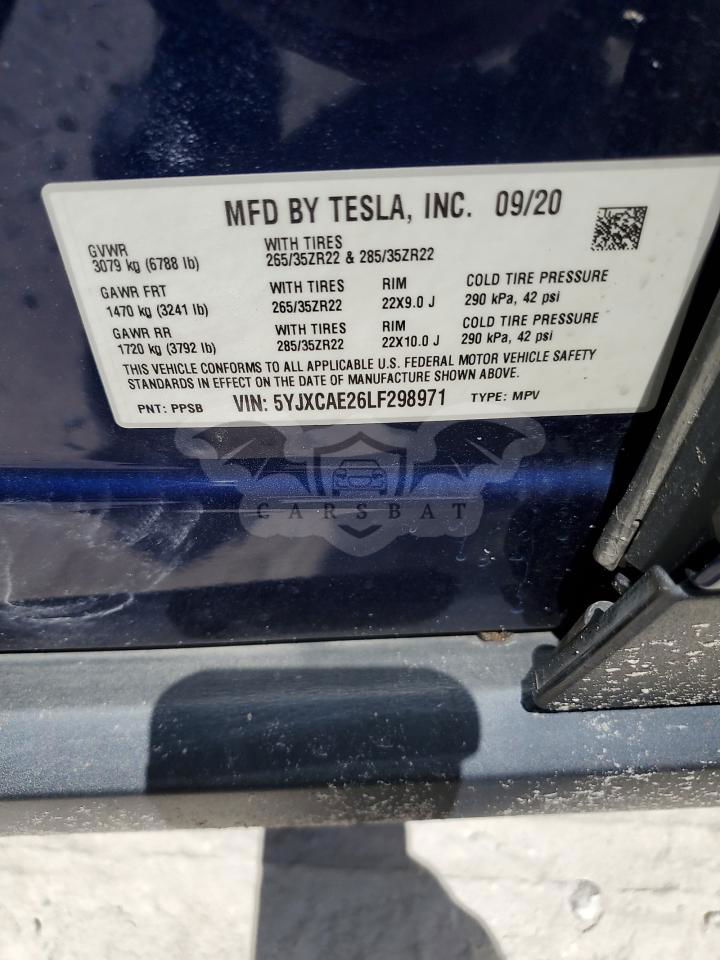 MFD BY TESLA, INC. 09/20
GVWR WITH TIRES
3079 kg (6788 lb) 265/35ZR22 & 285/35ZR22
GAWR FRT WITH TIRES RIM COLD TIRE PRESSURE
1470 kg (3241 lb) 265/35ZR22 22X9.0 J 290 kPa, 42 psi
GAWR RR WITH TIRES RIM COLD TIRE PRESSURE
1720 kg (3792 lb) 285/35ZR22 22X10.0 J 290 kPa, 42 psi
THIS VEHICLE CONFORMS TO ALL APPLICABLE U.S. FEDERAL MOTOR VEHICLE SAFETY
STANDARDS IN EFFECT ON THE DATE OF MANUFACTURE SHOWN ABOVE.
PNT: PPSB VIN: 5YJXCAE26LF298971 TYPE: MPV
CARSBAT